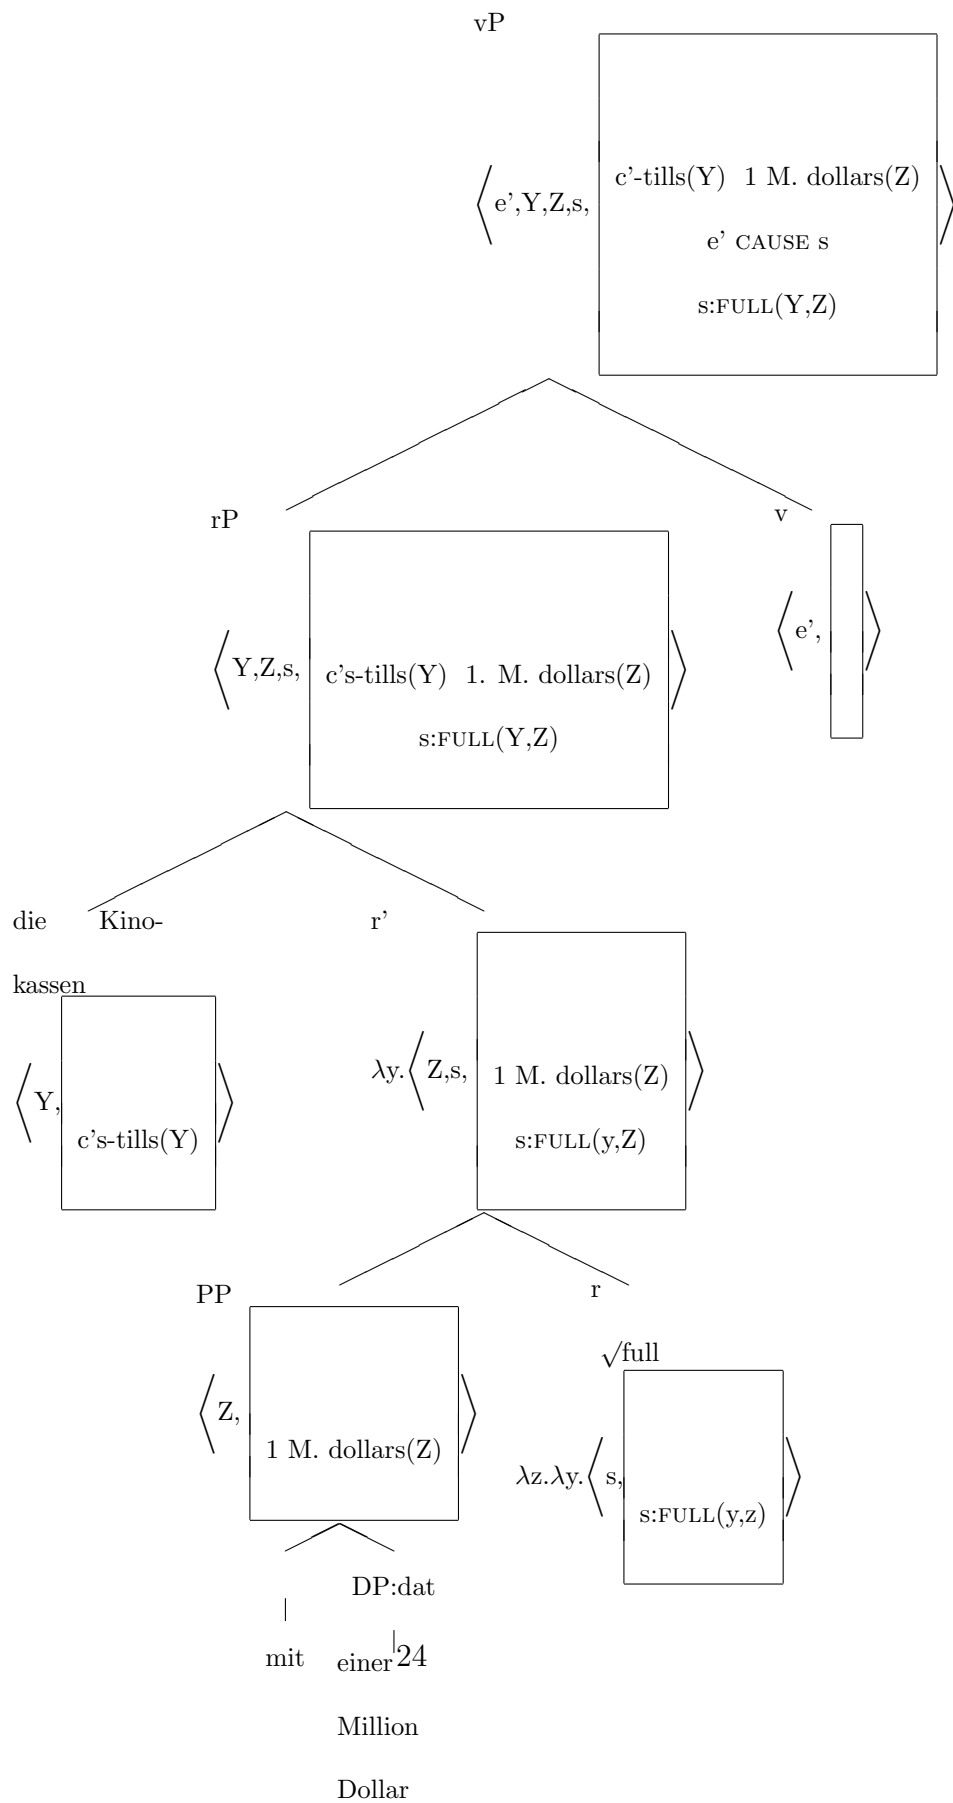 vP
⟨ e',Y,Z,s,
c'-tills(Y) 1 M. dollars(Z)
e' CAUSE s
s:FULL(Y,Z)
⟩
rP
⟨ Y,Z,s,
c's-tills(Y) 1. M. dollars(Z)
s:FULL(Y,Z)
⟩
v
⟨ e', ⟩
die Kino-
kassen
⟨ Y,
c's-tills(Y)
⟩
r'
λy.⟨ Z,s,
1 M. dollars(Z)
s:FULL(y,Z)
⟩
PP
⟨ Z,
1 M. dollars(Z)
⟩
r
√full
λz.λy.⟨ s,
s:FULL(y,z)
⟩
mit
DP:dat
einer
Million
Dollar
24